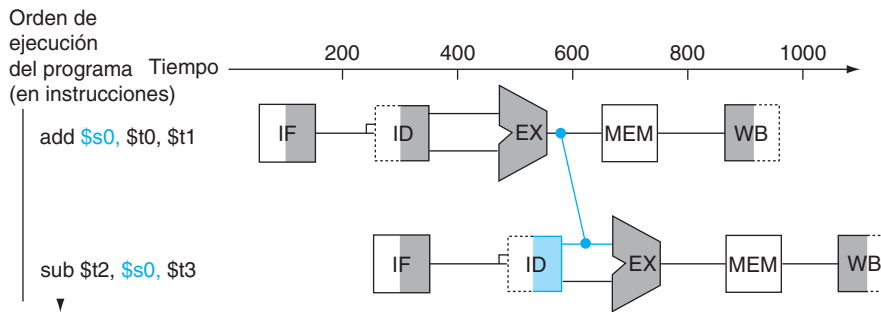 Orden de
ejecución
del programa
(en instrucciones)
Tiempo
200 400 600 800 1000
add $s0, $t0, $t1
IF ID EX MEM WB
sub $t2, $s0, $t3
IF ID EX MEM WB